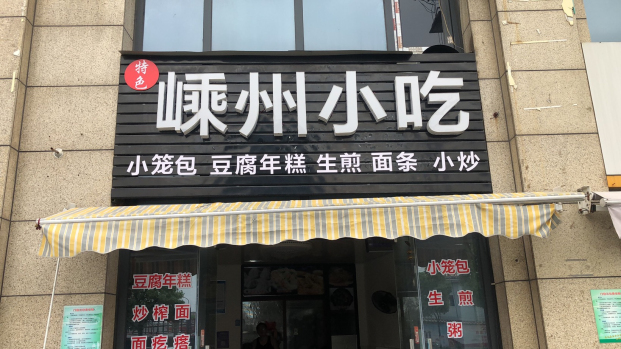 特色
嵊州小吃
小笼包 豆腐年糕 生煎 面条 小炒
豆腐年糕
炒榨面
面疙瘩
小笼包
生煎
粥